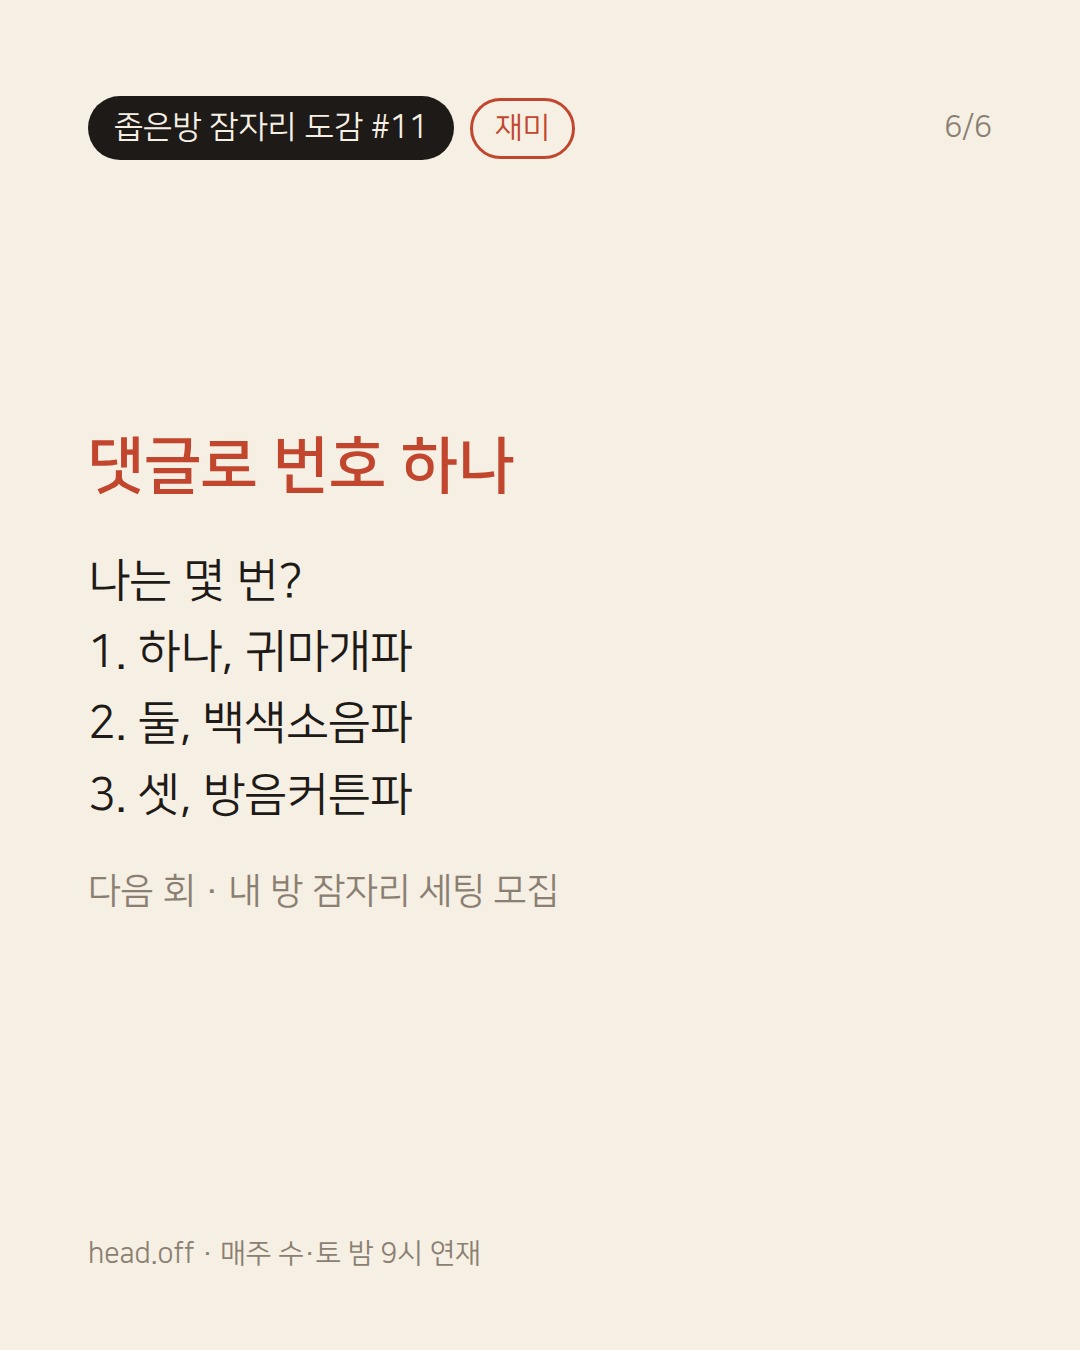 좁은방 잠자리 도감 #11
재미
6/6
댓글로 번호 하나
나는 몇 번?
1. 하나, 귀마개파
2. 둘, 백색소음파
3. 셋, 방음커튼파
다음 회 · 내 방 잠자리 세팅 모집
head.off · 매주 수·토 밤 9시 연재